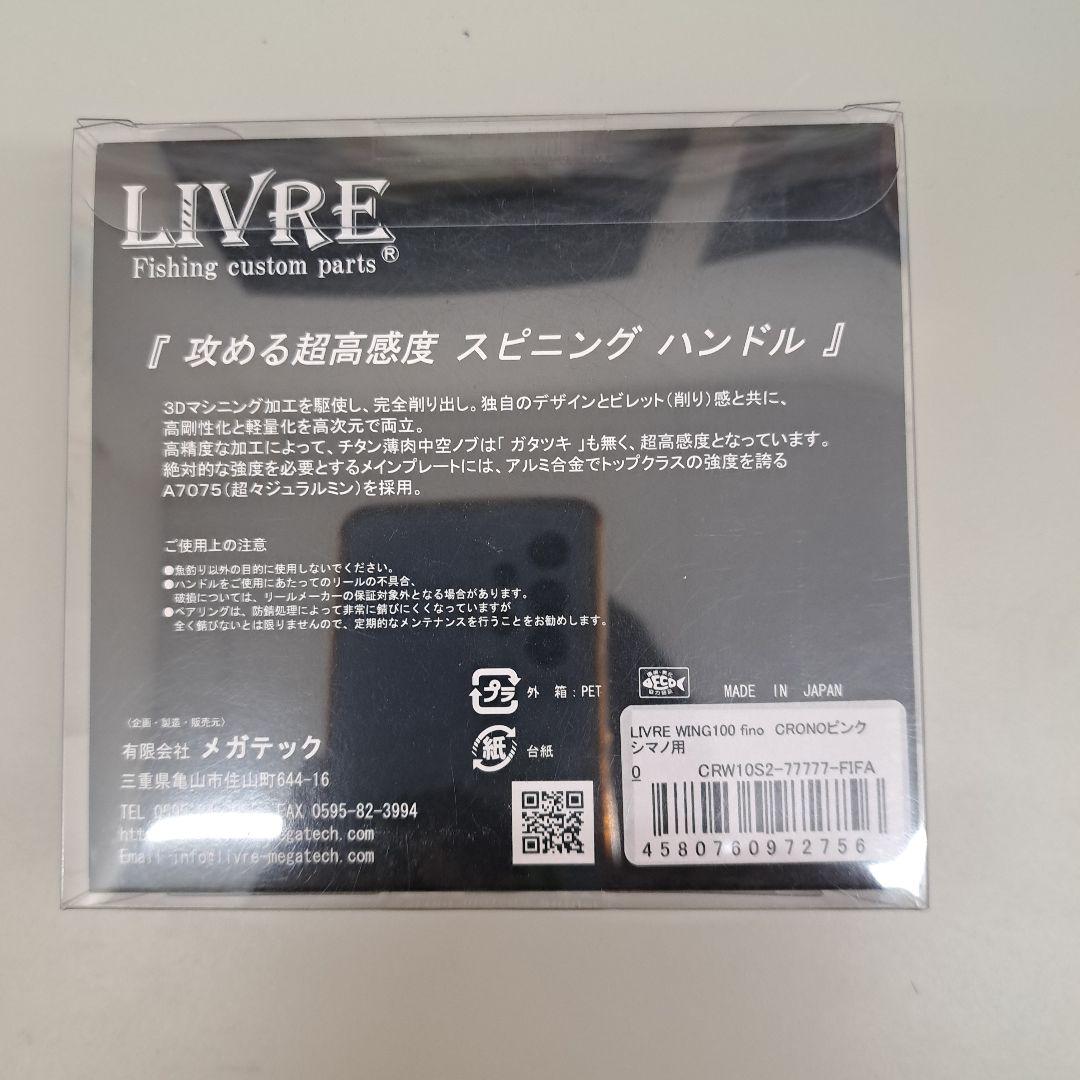 LIVRE®
Fishing custom parts
『 攻める超高感度 スピニング ハンドル 』
3Dマシニング加工を駆使し、完全削り出し。独自のデザインとビレット（削り）感と共に、
高剛性化と軽量化を高次元で両立。
高精度な加工によって、チタン薄肉中空ノブは「 ガタツキ 」も無く、超高感度となっています。
絶対的な強度を必要とするメインプレートには、アルミ合金でトップクラスの強度を誇る
A7075（超々ジュラルミン）を採用。
ご使用上の注意
●魚釣り以外の目的に使用しないでください。
●ハンドルをご使用にあたってのリールの不具合、
破損については、リールメーカーの保証対象外となる場合があります。
●ベアリングは、防錆処理によって非常に錆びにくくなっていますが
全く錆びないとは限りませんので、定期的なメンテナンスを行うことをお勧めします。
プラ 外 箱：PET
ECO
MADE IN JAPAN
紙 台紙
〈企画・製造・販売元〉
有限会社 メガテック
三重県亀山市住山町644-16
TEL 0595 FAX 0595-82-3994
megatech.com
Email info@livre-megatech.com
LIVRE WING100 fino CRONOピンク
シマノ用
0 CRW10S2-77777-FIFA
4580760972756